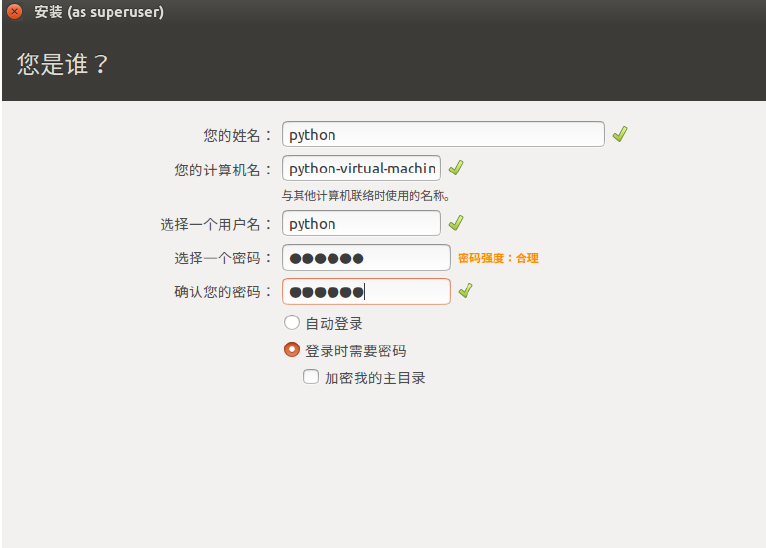 安装 (as superuser)
您是谁？
您的姓名： python
您的计算机名： python-virtual-machin
与其他计算机联络时使用的名称。
选择一个用户名： python
选择一个密码： ●●●●●● 密码强度：合理
确认您的密码： ●●●●●●
自动登录
登录时需要密码
加密我的主目录